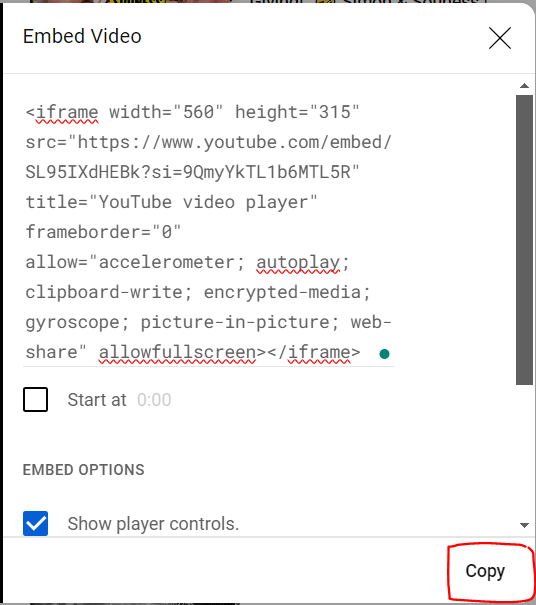 Embed Video
<iframe width="560" height="315"
src="https://www.youtube.com/embed/
SL95IXdHEBk?si=9QmyYkTL1b6MTL5R"
title="YouTube video player"
frameborder="0"
allow="accelerometer; autoplay;
clipboard-write; encrypted-media;
gyroscope; picture-in-picture; web-
share" allowfullscreen></iframe>
Start at 0:00
EMBED OPTIONS
Show player controls.
Copy